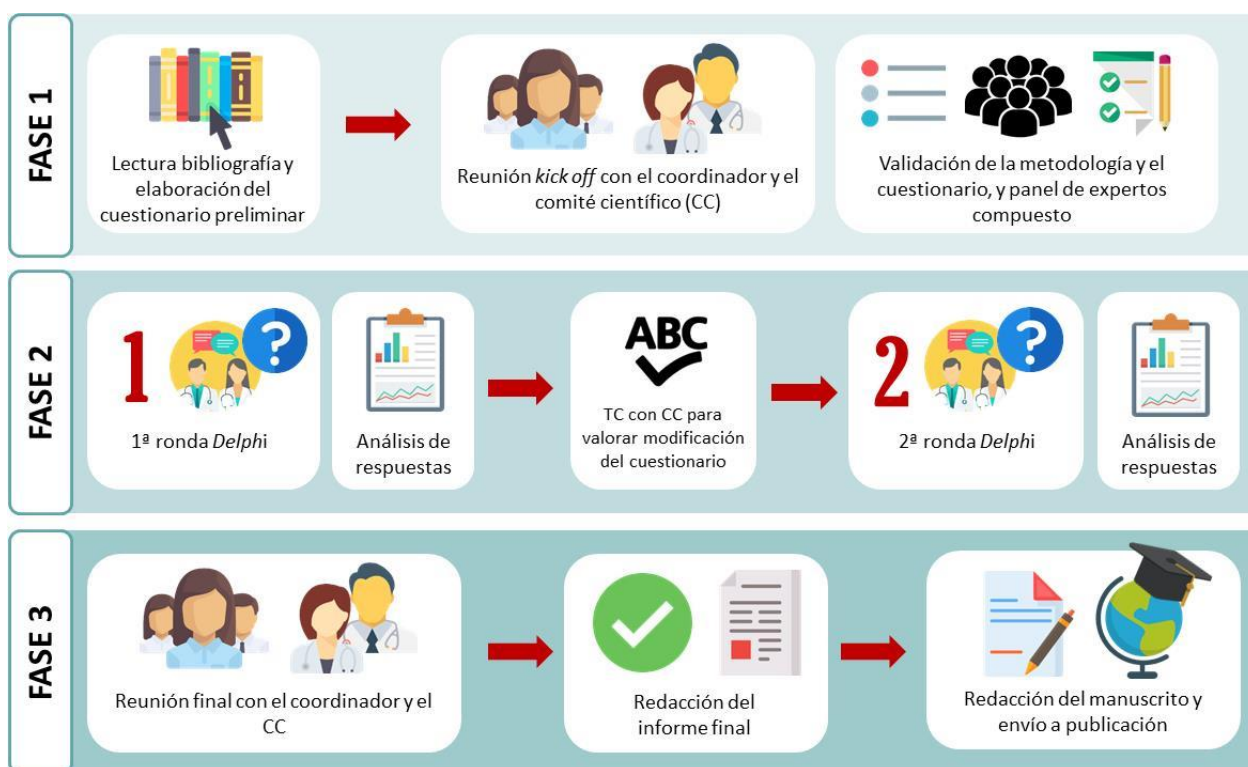 FASE 1
Lectura bibliografía y
elaboración del
cuestionario preliminar
Reunión kick off con el coordinador y el
comité científico (CC)
Validación de la metodología y el
cuestionario, y panel de expertos
compuesto
FASE 2
1
?
1ª ronda Delphi
Análisis de
respuestas
ABC
TC con CC para
valorar modificación
del cuestionario
2
?
2ª ronda Delphi
Análisis de
respuestas
FASE 3
Reunión final con el coordinador y el
CC
Redacción del
informe final
Redacción del manuscrito y
envío a publicación